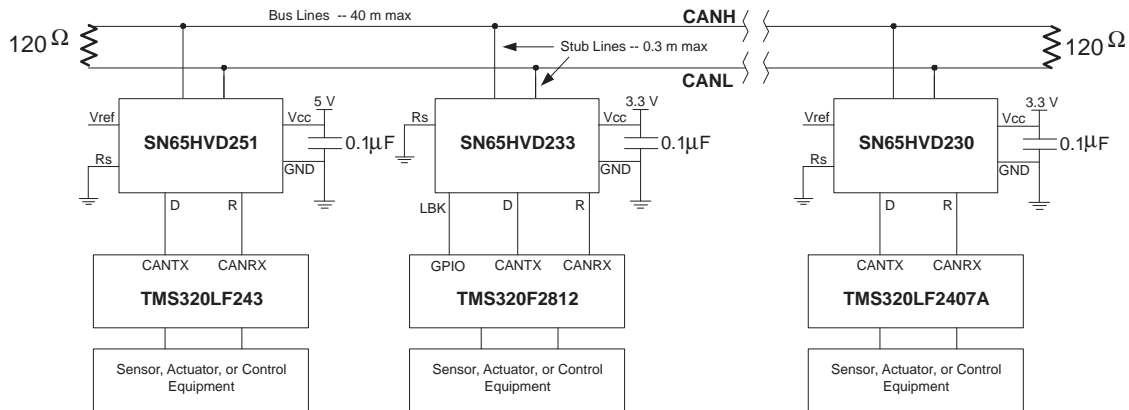 Bus Lines -- 40 m max
CANH
120 Ω
Stub Lines -- 0.3 m max
120 Ω
CANL
5 V
Vref
Vcc
SN65HVD251
0.1μF
Rs
GND
D
R
3.3 V
Rs
Vcc
SN65HVD233
0.1μF
GND
LBK
D
R
3.3 V
Vref
Vcc
SN65HVD230
0.1μF
Rs
GND
D
R
CANTX CANRX
TMS320LF243
GPIO CANTX CANRX
TMS320F2812
CANTX CANRX
TMS320LF2407A
Sensor, Actuator, or Control
Equipment
Sensor, Actuator, or Control
Equipment
Sensor, Actuator, or Control
Equipment